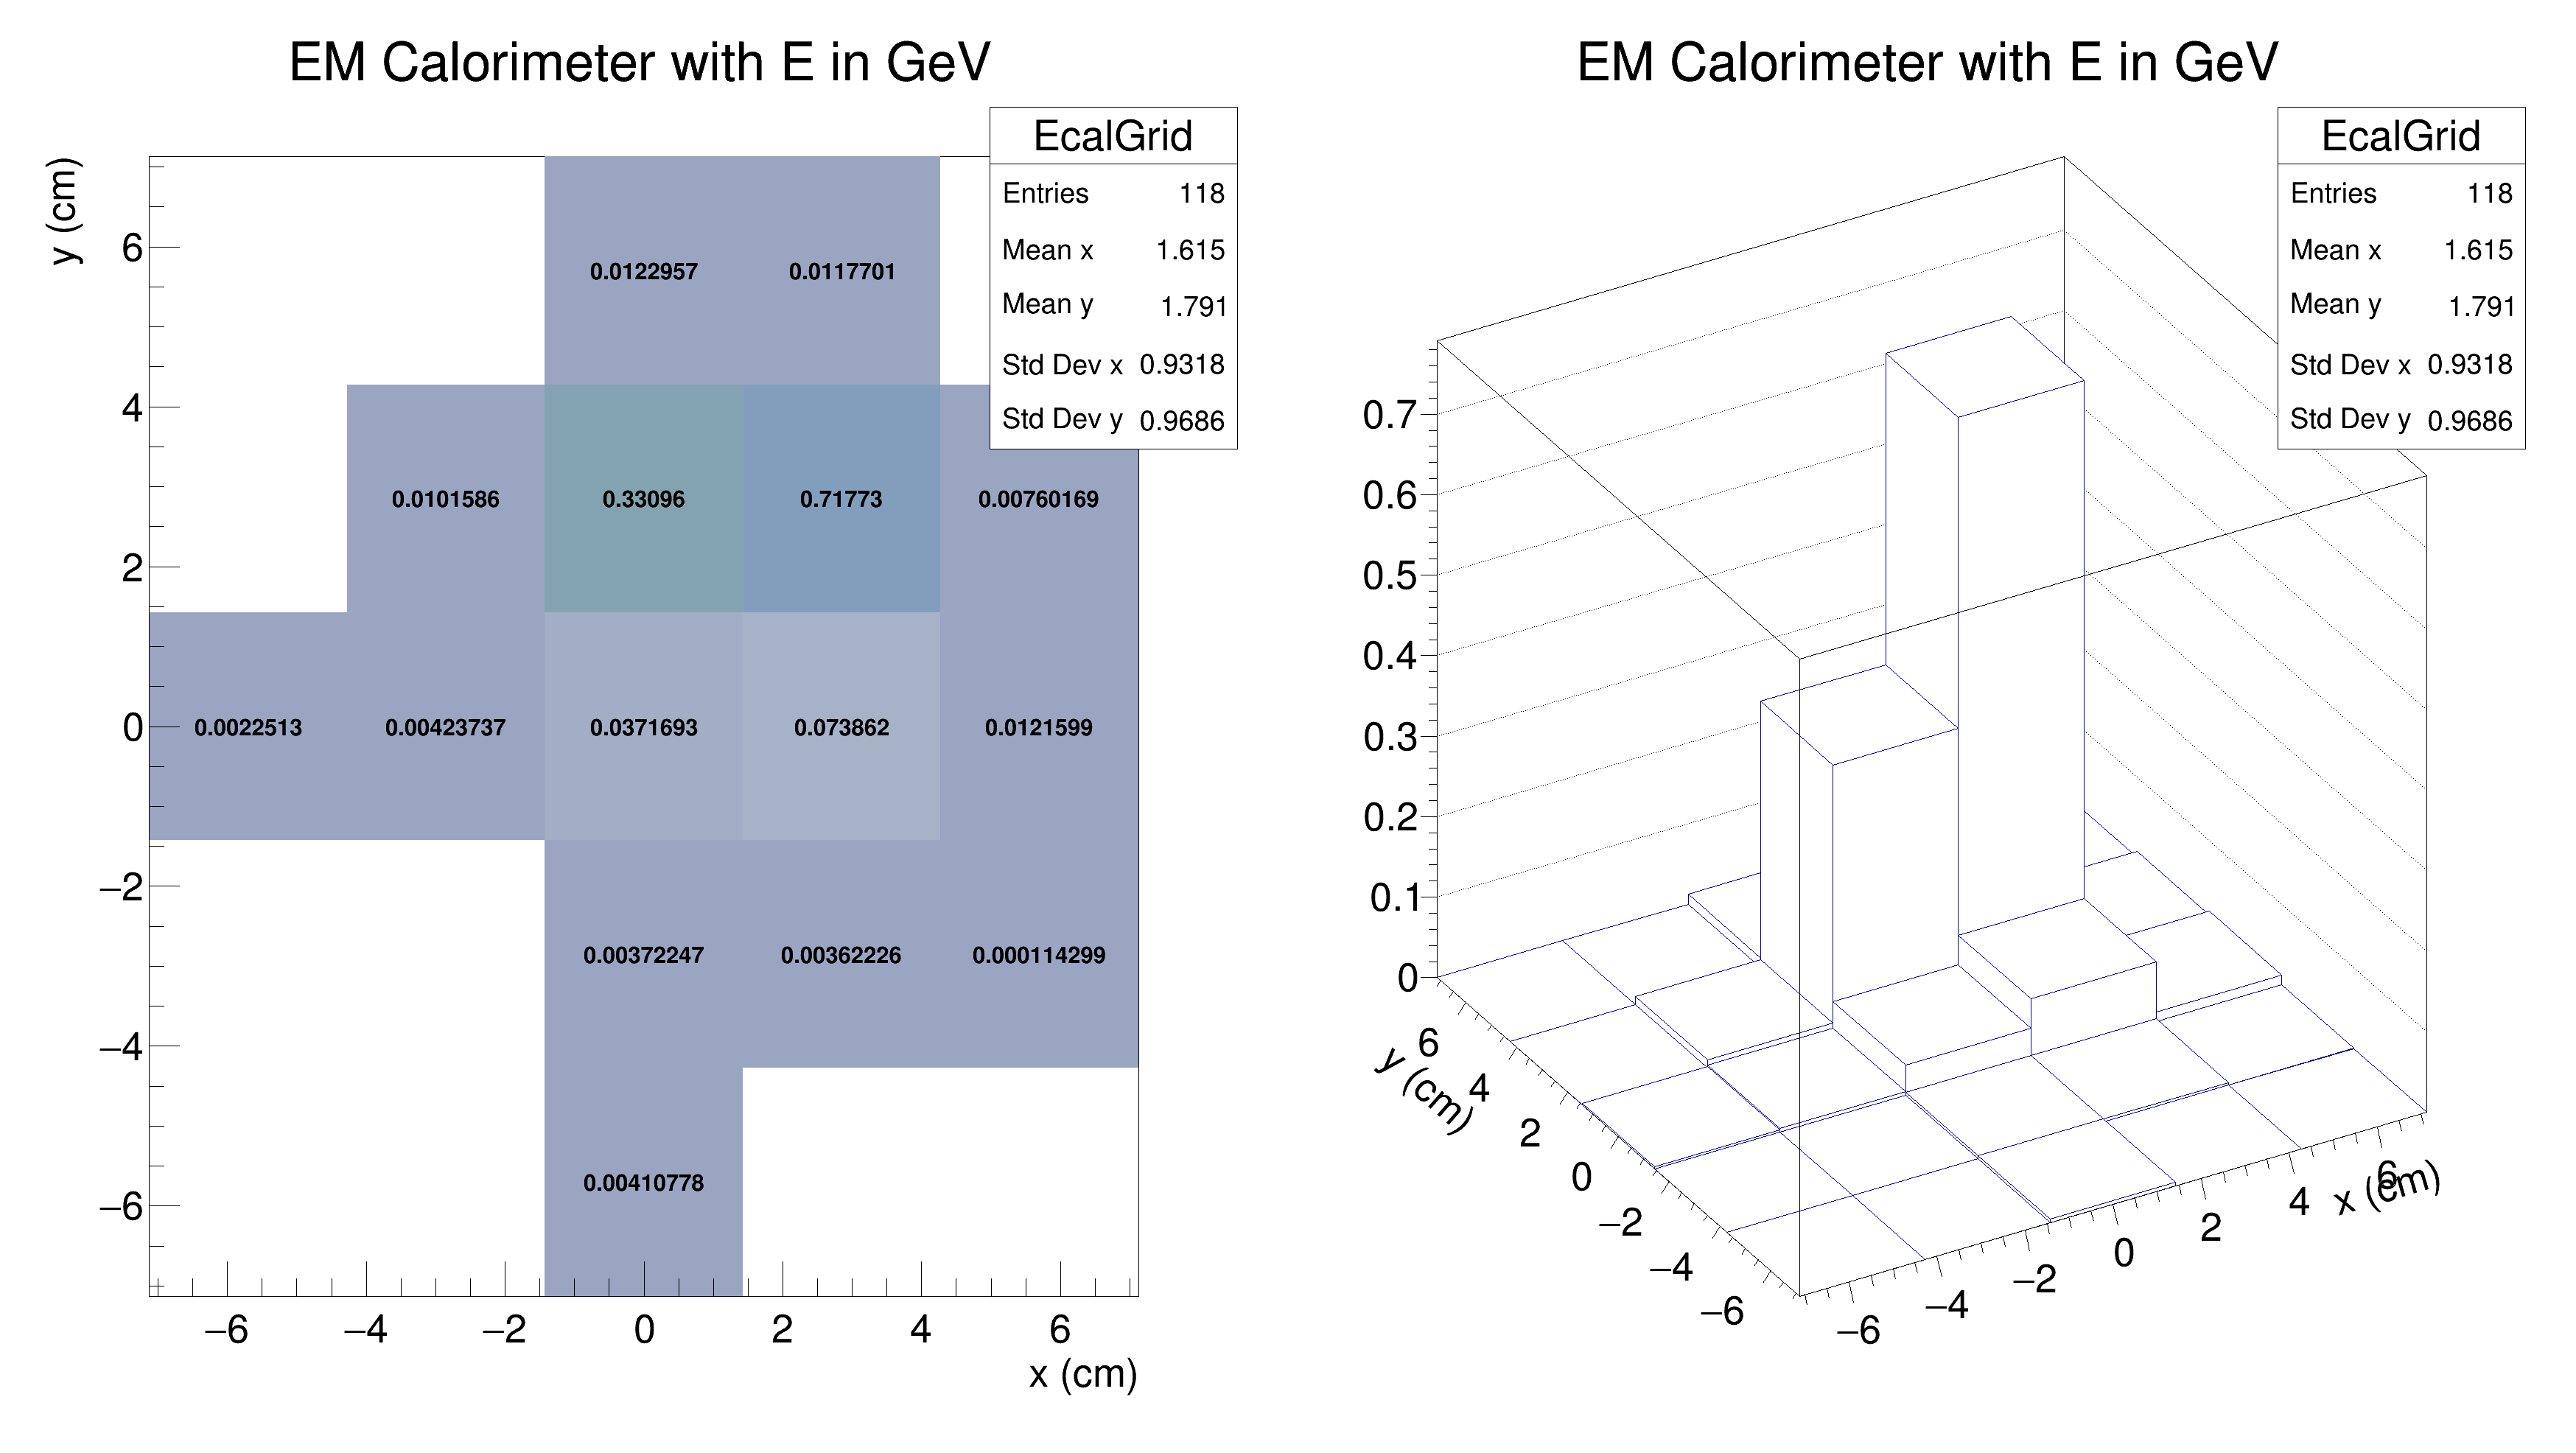 EM Calorimeter with E in GeV
EcalGrid
Entries 118
Mean x 1.615
Mean y 1.791
Std Dev x 0.9318
Std Dev y 0.9686
y (cm)
6
4
2
0
−2
−4
−6
0.0122957 0.0117701
0.0101586 0.33096 0.71773 0.00760169
0.0022513 0.00423737 0.0371693 0.073862 0.0121599
0.00372247 0.00362226 0.000114299
0.00410778
−6 −4 −2 0 2 4 6
x (cm)
EM Calorimeter with E in GeV
EcalGrid
Entries 118
Mean x 1.615
Mean y 1.791
Std Dev x 0.9318
Std Dev y 0.9686
0.7
0.6
0.5
0.4
0.3
0.2
0.1
0
y (cm)
6
4
2
0
−2
−4
−6
−6 −4 −2 0 2 4 6
x (cm)